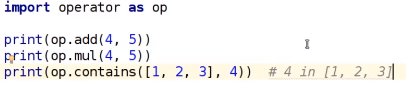 import operator as op
print(op.add(4, 5))
print(op.mul(4, 5))
print(op.contains([1, 2, 3], 4))  # 4 in [1, 2, 3]